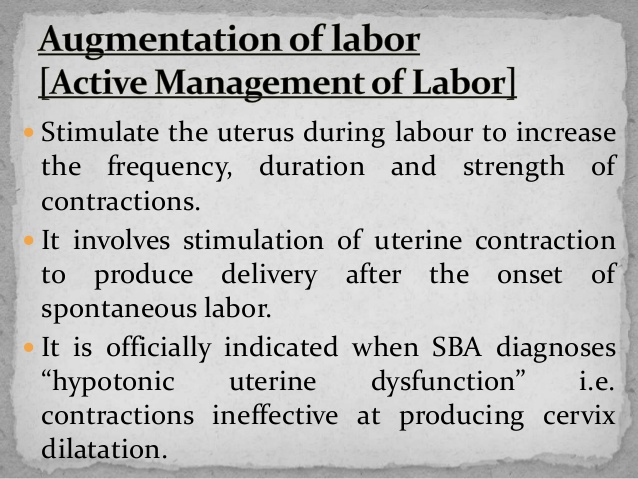 Augmentation of labor
[Active Management of Labor]
• Stimulate the uterus during labour to increase
the frequency, duration and strength of
contractions.
• It involves stimulation of uterine contraction
to produce delivery after the onset of
spontaneous labor.
• It is officially indicated when SBA diagnoses
“hypotonic uterine dysfunction” i.e.
contractions ineffective at producing cervix
dilatation.